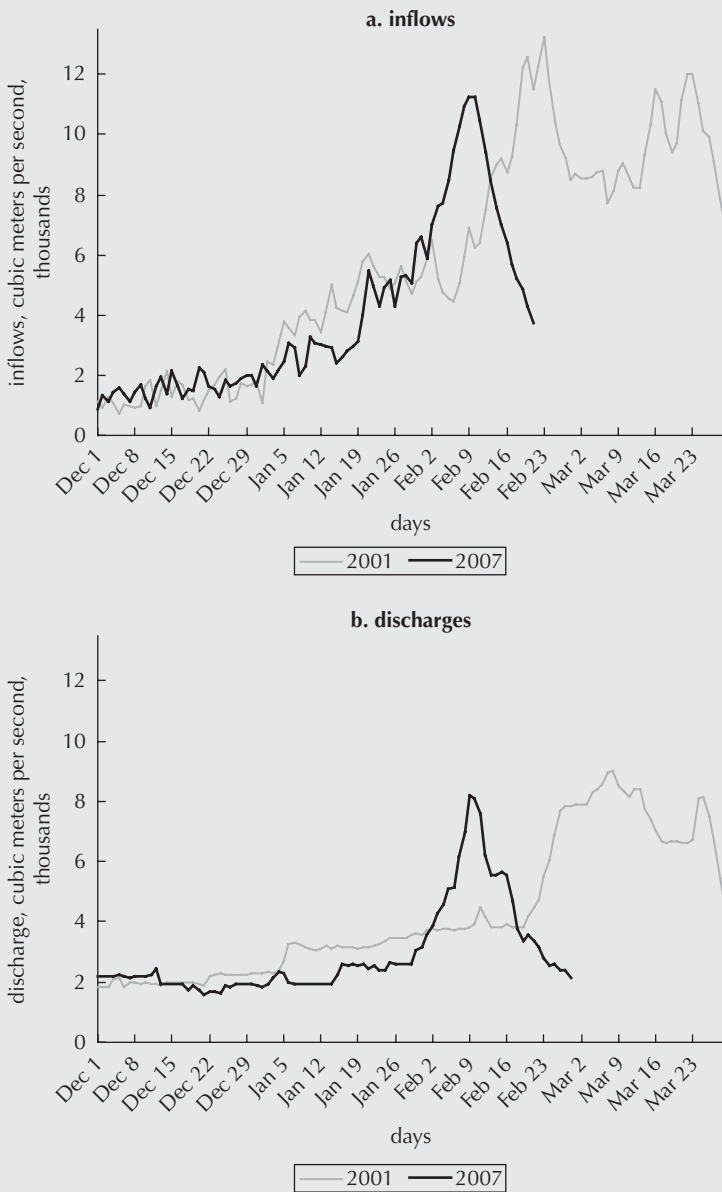 a. inflows
inflows, cubic meters per second,
thousands
12
10
8
6
4
2
0
Dec 1
Dec 8
Dec 15
Dec 22
Dec 29
Jan 5
Jan 12
Jan 19
Jan 26
Feb 2
Feb 9
Feb 16
Feb 23
Mar 2
Mar 9
Mar 16
Mar 23
days
2001 2007
b. discharges
discharge, cubic meters per second,
thousands
12
10
8
6
4
2
0
Dec 1
Dec 8
Dec 15
Dec 22
Dec 29
Jan 5
Jan 12
Jan 19
Jan 26
Feb 2
Feb 9
Feb 16
Feb 23
Mar 2
Mar 9
Mar 16
Mar 23
days
2001 2007